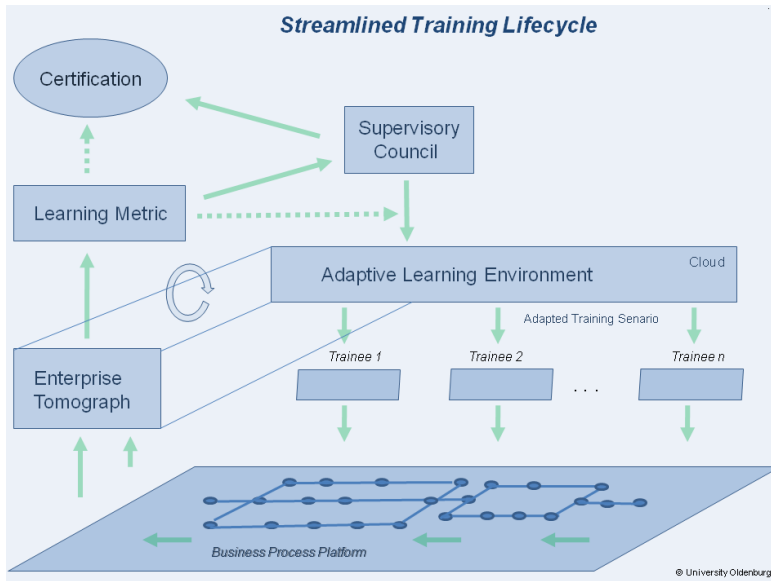 Streamlined Training Lifecycle
Certification
Supervisory
Council
Learning Metric
Cloud
Adaptive Learning Environment
Adapted Training Senario
Trainee 1
Trainee 2
Trainee n
Enterprise
Tomograph
. . .
Business Process Platform
© University Oldenburg